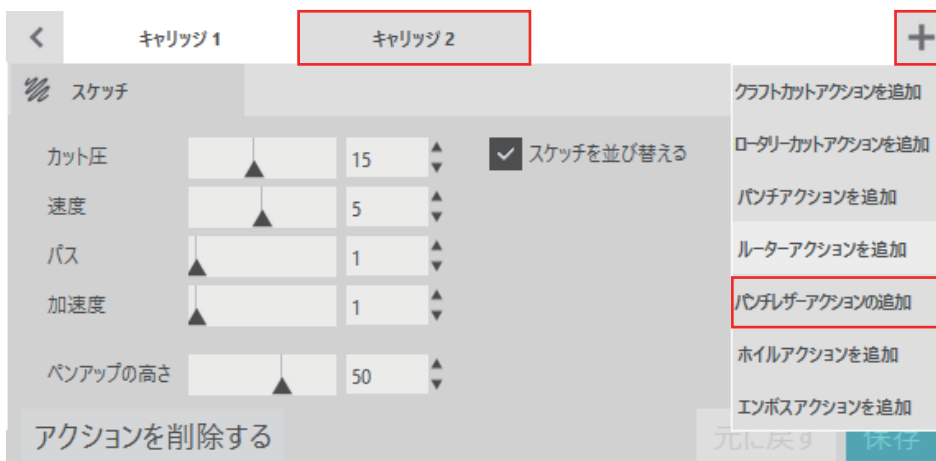 キャリッジ 1
キャリッジ 2
スケッチ
カット圧
15
スケッチを並び替える
速度
5
パス
1
加速度
1
ペンアップの高さ
50
アクションを削除する
元に戻す
保存
クラフトカットアクションを追加
ロータリーカットアクションを追加
パンチアクションを追加
ルーターアクションを追加
パンチレザーアクションの追加
ホイルアクションを追加
エンボスアクションを追加